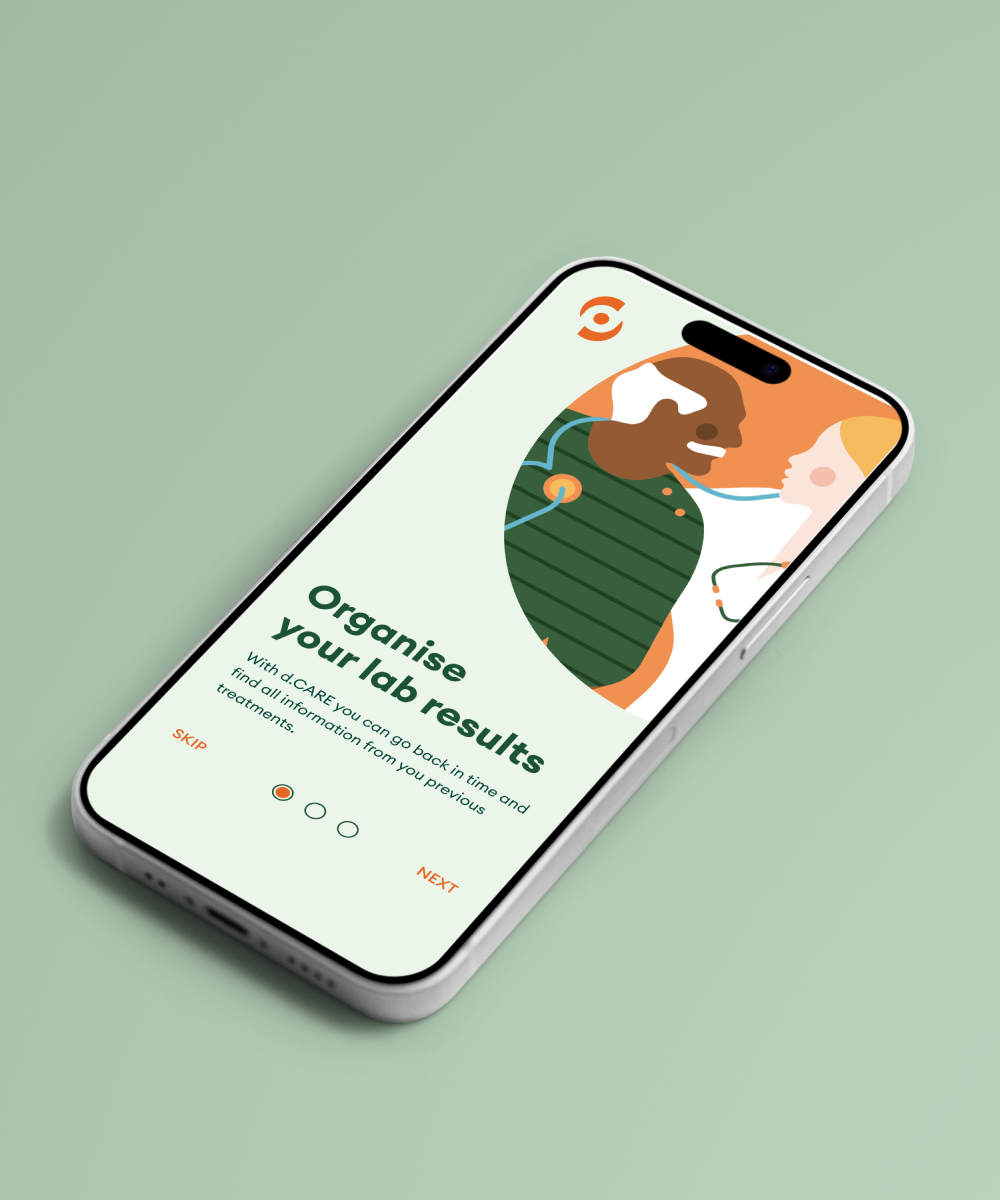 Organise
your lab results
With d.CARE you can go back in time and
find all information from you previous
treatments.
SKIP
NEXT